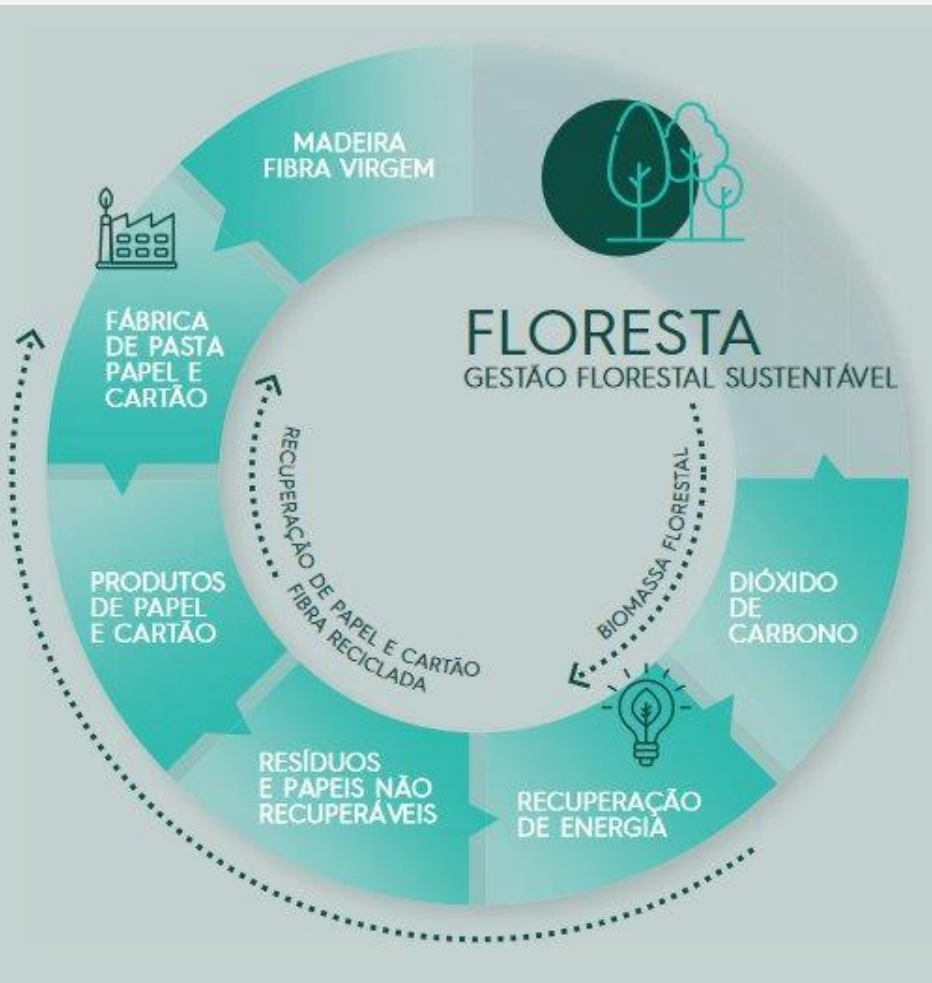 MADEIRA
FIBRA VIRGEM
FÁBRICA
DE PASTA
PAPEL E
CARTÃO
FLORESTA
GESTÃO FLORESTAL SUSTENTÁVEL
RECUPERAÇÃO DE PAPEL E CARTÃO
FIBRA RECICLADA
BIOMASSA FLORESTAL
PRODUTOS
DE PAPEL
E CARTÃO
DIÓXIDO
DE
CARBONO
RESÍDUOS
E PAPEIS NÃO
RECUPERÁVEIS
RECUPERAÇÃO
DE ENERGIA